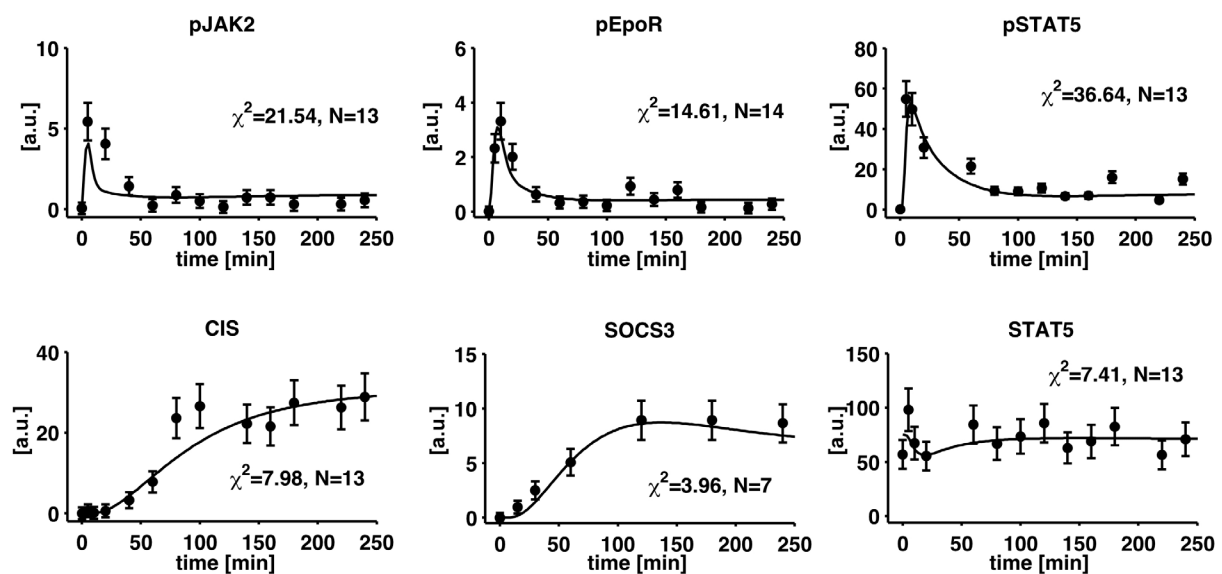 pJAK2
10
5
0
[a.u.]
χ²=21.54, N=13
0 50 100 150 200 250
time [min]
pEpoR
6
4
2
0
[a.u.]
χ²=14.61, N=14
0 50 100 150 200 250
time [min]
pSTAT5
80
60
40
20
0
[a.u.]
χ²=36.64, N=13
0 50 100 150 200 250
time [min]
CIS
40
20
0
[a.u.]
χ²=7.98, N=13
0 50 100 150 200 250
time [min]
SOCS3
15
10
5
0
[a.u.]
χ²=3.96, N=7
0 50 100 150 200 250
time [min]
STAT5
150
100
50
0
[a.u.]
χ²=7.41, N=13
0 50 100 150 200 250
time [min]